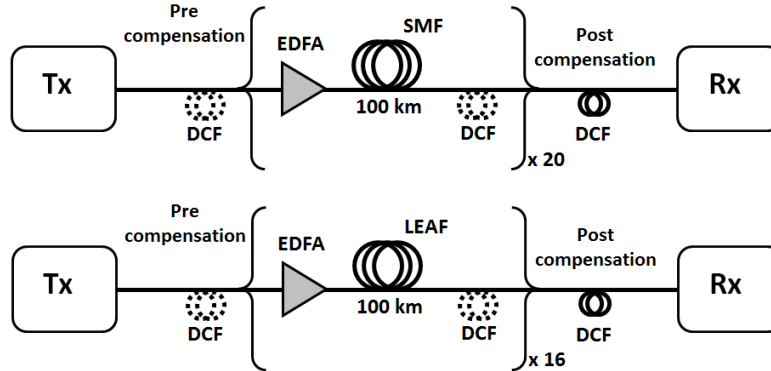 Pre
compensation
EDFA
SMF
Post
compensation
Tx
Rx
DCF
100 km
DCF
DCF
x 20
Pre
compensation
EDFA
LEAF
Post
compensation
Tx
Rx
DCF
100 km
DCF
DCF
x 16